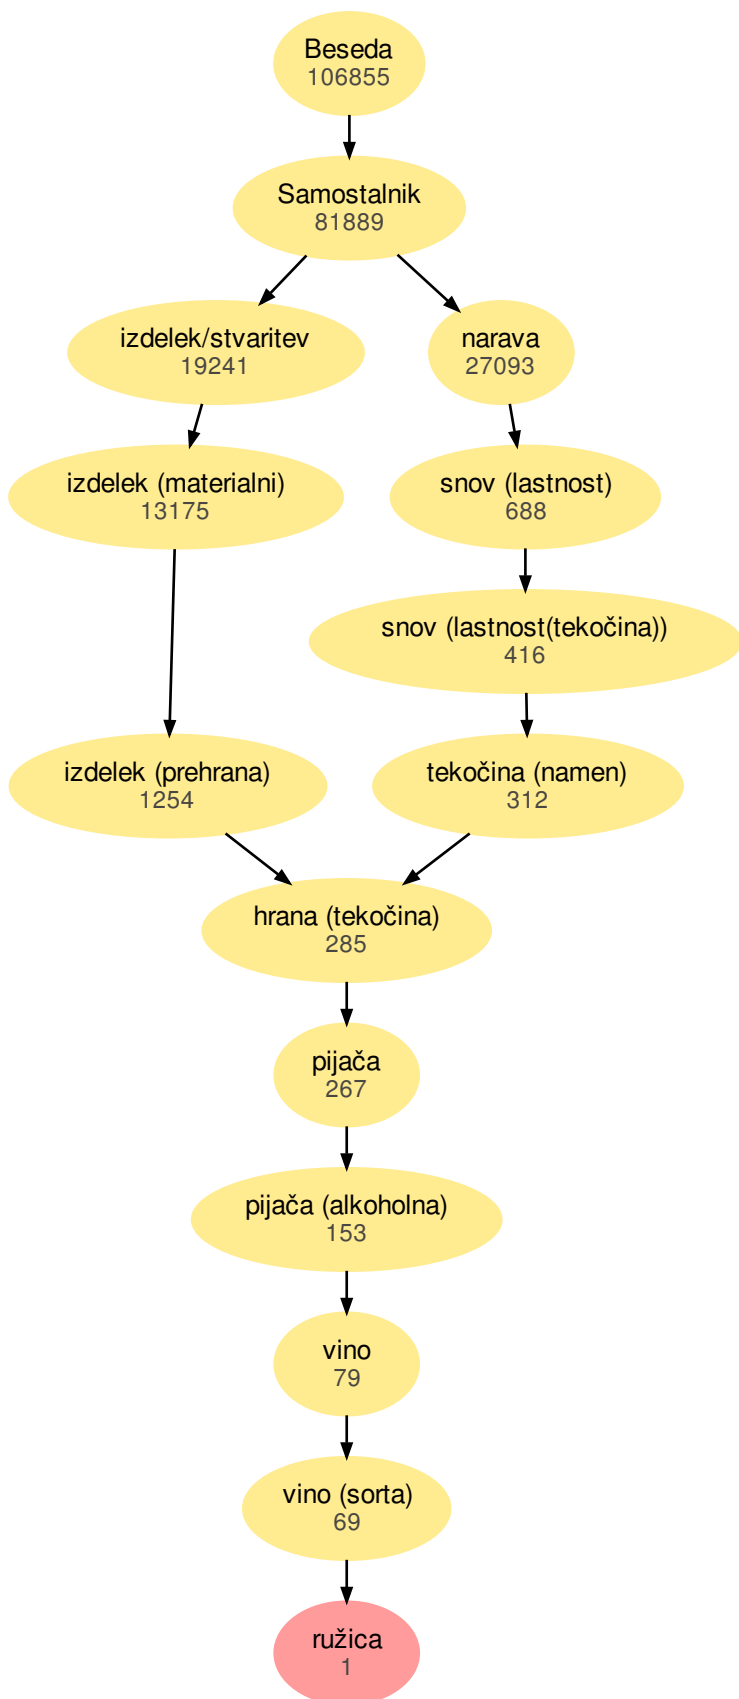 Beseda
106855
Samostalnik
81889
izdelek/stvaritev
19241
narava
27093
izdelek (materialni)
13175
snov (lastnost)
688
snov (lastnost(tekočina))
416
izdelek (prehrana)
1254
tekočina (namen)
312
hrana (tekočina)
285
pijača
267
pijača (alkoholna)
153
vino
79
vino (sorta)
69
ružica
1